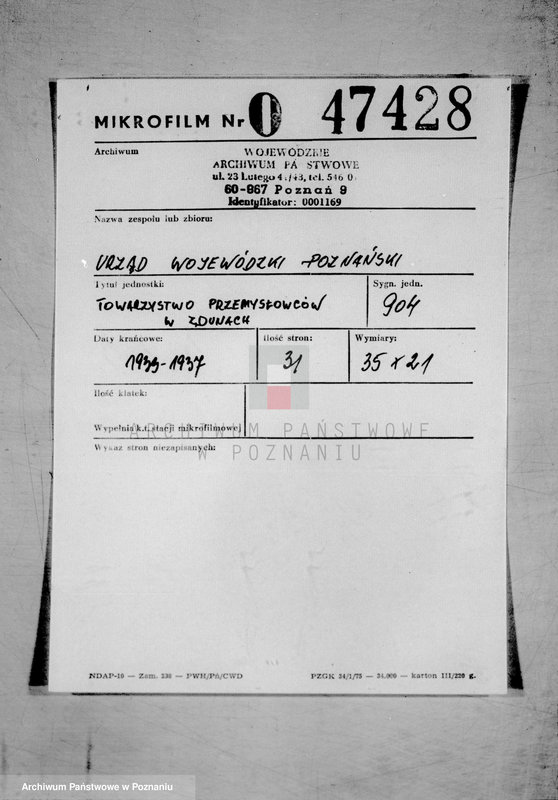 MIKROFILM Nr O 47428
Archiwum
WOJEWÓDZKIE
ARCHIWUM PA STWOWE
ul. 23 Lutego 41/43, tel. 546 0
60-967 Poznań 9
Identyfikator: 0001169
Nazwa zespołu lub zbioru:
URZĄD WOJEWÓDZKI POZNAŃSKI
Tytuł jednostki:
Sygn. jedn.
TOWARZYSTWO PRZEMYSŁOWCÓW
W ZDUNACH
904
Daty krańcowe:
Ilość stron:
Wymiary:
1935-1937
31
35 x 21
Ilość klatek:
Wypełnia k.t. stacji mikrofilmowej
ARCHIWUM PAŃSTWOWE
W POZNANIU
Wykaz stron niezapisanych:
NDAP-10 — Zam. 238 — PWH/Pń/CWD
PZGK 34/1/75 — 34.000 — karton III/220 g.
Archiwum Państwowe w Poznaniu